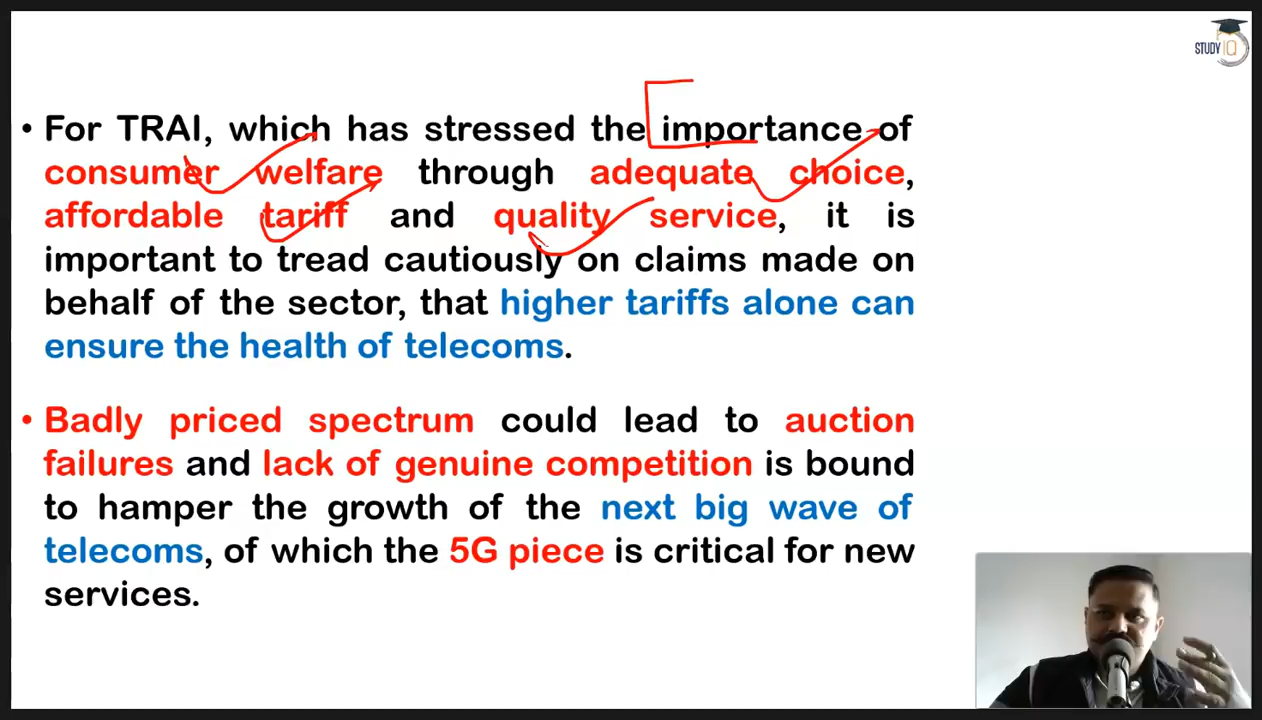 STUDY IQ
• For TRAI, which has stressed the importance of
consumer welfare through adequate choice,
affordable tariff and quality service, it is
important to tread cautiously on claims made on
behalf of the sector, that higher tariffs alone can
ensure the health of telecoms.
• Badly priced spectrum could lead to auction
failures and lack of genuine competition is bound
to hamper the growth of the next big wave of
telecoms, of which the 5G piece is critical for new
services.